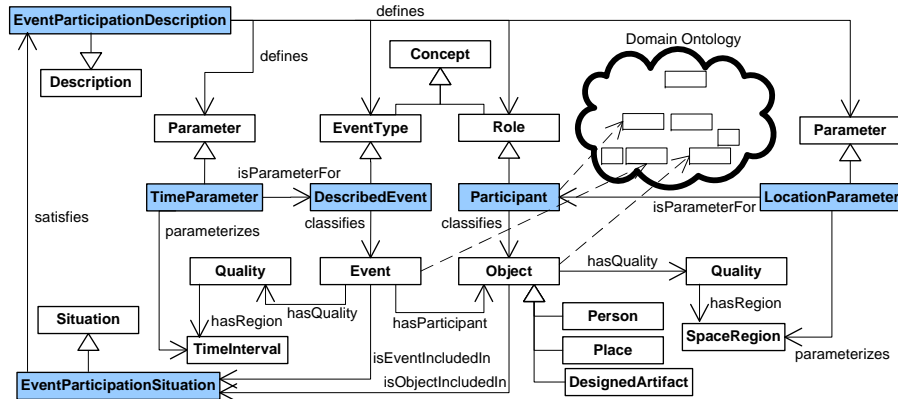 EventParticipationDescription
defines
Domain Ontology
Concept
defines
Description
Parameter
EventType
Role
Parameter
isParameterFor
TimeParameter
DescribedEvent
Participant
LocationParameter
satisfies
parameterizes
classifies
classifies
isParameterFor
Quality
Event
Object
hasQuality
Quality
Situation
hasRegion
hasQuality
hasParticipant
hasRegion
Person
TimeInterval
isEventIncludedIn
Place
SpaceRegion
parameterizes
EventParticipationSituation
isObjectIncludedIn
DesignedArtifact